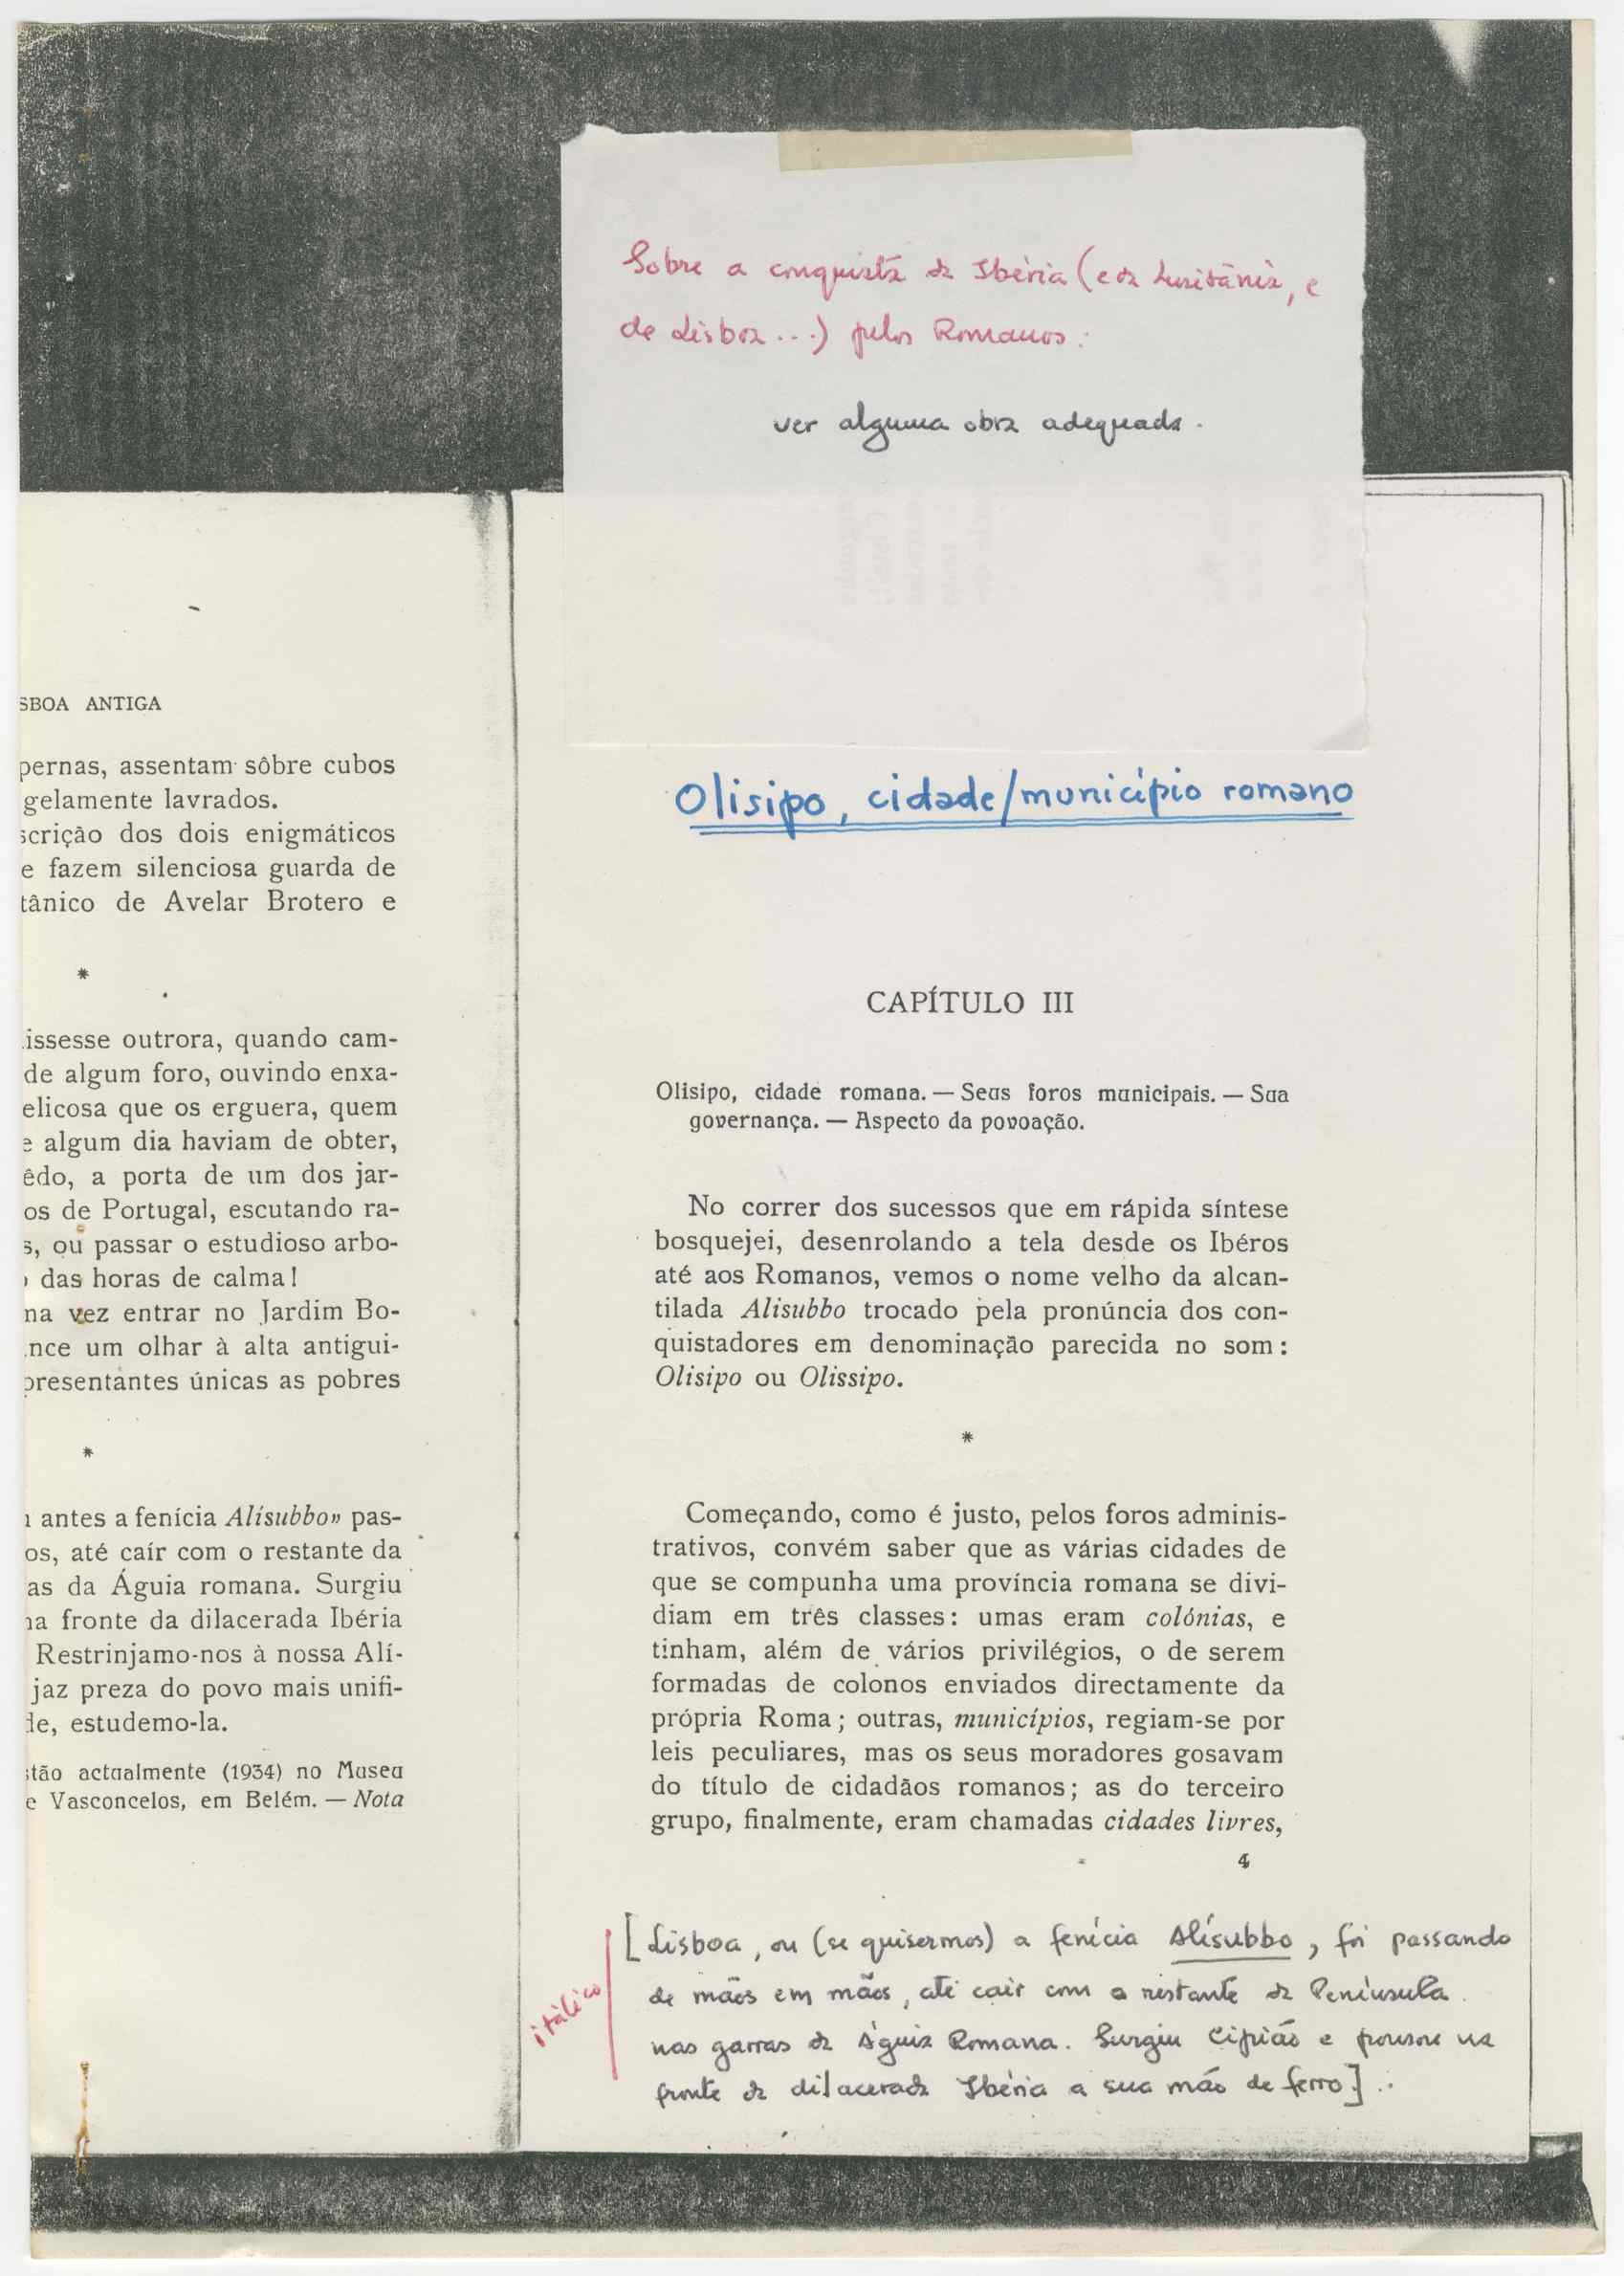 Sobre a conquista da Ibéria (e da Lusitânia, e
de Lisboa...) pelos Romanos:
ver alguma obra adequada.
SBOA ANTIGA
pernas, assentam sôbre cubos
gelamente lavrados.
scrição dos dois enigmáticos
e fazem silenciosa guarda de
tânico de Avelar Brotero e
*
issesse outrora, quando cam-
de algum foro, ouvindo enxa-
elicosa que os erguera, quem
e algum dia haviam de obter,
êdo, a porta de um dos jar-
os de Portugal, escutando ra-
s, ou passar o estudioso arbo-
das horas de calma!
na vez entrar no Jardim Bo-
nce um olhar à alta antigui-
presentantes únicas as pobres
*
antes a fenícia Alísubbo» pas-
os, até caír com o restante da
as da Águia romana. Surgiu
na fronte da dilacerada Ibéria
Restrinjamo-nos à nossa Alí-
jaz preza do povo mais unifi-
de, estudemo-la.
stão actualmente (1934) no Museu
e Vasconcelos, em Belém. — Nota
Olisipo, cidade/município romano
CAPÍTULO III
Olisipo, cidade romana. — Seus foros municipais. — Sua
governança. — Aspecto da povoação.
No correr dos sucessos que em rápida síntese
bosquejei, desenrolando a tela desde os Ibéros
até aos Romanos, vemos o nome velho da alcan-
tilada Alisubbo trocado pela pronúncia dos con-
quistadores em denominação parecida no som:
Olisipo ou Olissipo.
*
Começando, como é justo, pelos foros adminis-
trativos, convém saber que as várias cidades de
que se compunha uma província romana se divi-
diam em três classes: umas eram colónias, e
tinham, além de vários privilégios, o de serem
formadas de colonos enviados directamente da
própria Roma; outras, municípios, regiam-se por
leis peculiares, mas os seus moradores gosavam
do título de cidadãos romanos; as do terceiro
grupo, finalmente, eram chamadas cidades livres,
4
[Lisboa, ou (se quisermos) a fenícia Alísubbo, foi passando
de mãos em mãos, até cair com o restante da Península
nas garras da Águia Romana. Surgiu Cipião e pousou na
fronte da dilacerada Ibéria a sua mão de ferro]..
itálico